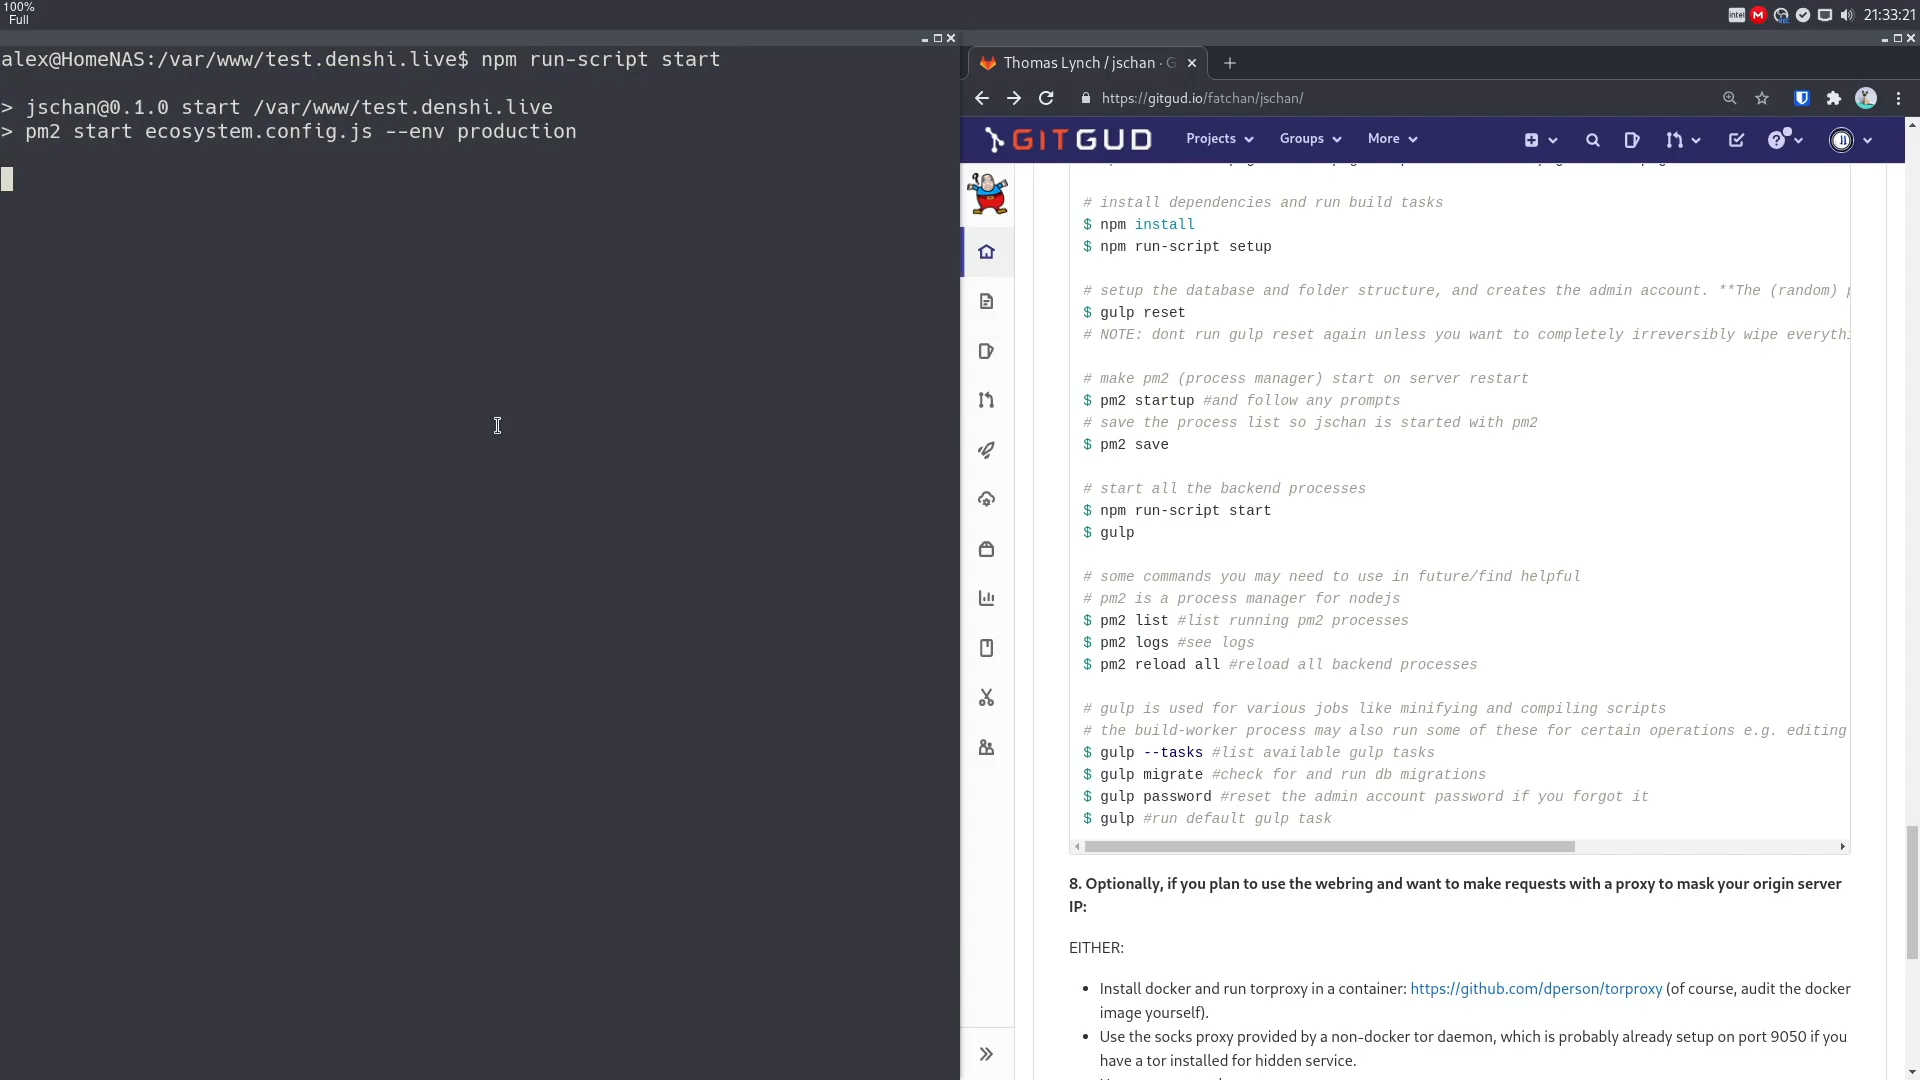 100%
Full
21:33:21
alex@HomeNAS:/var/www/test.denshi.live$ npm run-script start
> jschan@0.1.0 start /var/www/test.denshi.live
> pm2 start ecosystem.config.js --env production
Thomas Lynch / jschan · G
https://gitgud.io/fatchan/jschan/
GITGUD
Projects
Groups
More
# install dependencies and run build tasks
$ npm install
$ npm run-script setup
# setup the database and folder structure, and creates the admin account. **The (random) p
$ gulp reset
# NOTE: dont run gulp reset again unless you want to completely irreversibly wipe everythi
# make pm2 (process manager) start on server restart
$ pm2 startup #and follow any prompts
# save the process list so jschan is started with pm2
$ pm2 save
# start all the backend processes
$ npm run-script start
$ gulp
# some commands you may need to use in future/find helpful
# pm2 is a process manager for nodejs
$ pm2 list #list running pm2 processes
$ pm2 logs #see logs
$ pm2 reload all #reload all backend processes
# gulp is used for various jobs like minifying and compiling scripts
# the build-worker process may also run some of these for certain operations e.g. editing
$ gulp --tasks #list available gulp tasks
$ gulp migrate #check for and run db migrations
$ gulp password #reset the admin account password if you forgot it
$ gulp #run default gulp task
8. Optionally, if you plan to use the webring and want to make requests with a proxy to mask your origin server
IP:
EITHER:
• Install docker and run torproxy in a container: https://github.com/dperson/torproxy (of course, audit the docker
image yourself).
• Use the socks proxy provided by a non-docker tor daemon, which is probably already setup on port 9050 if you
have a tor installed for hidden service.